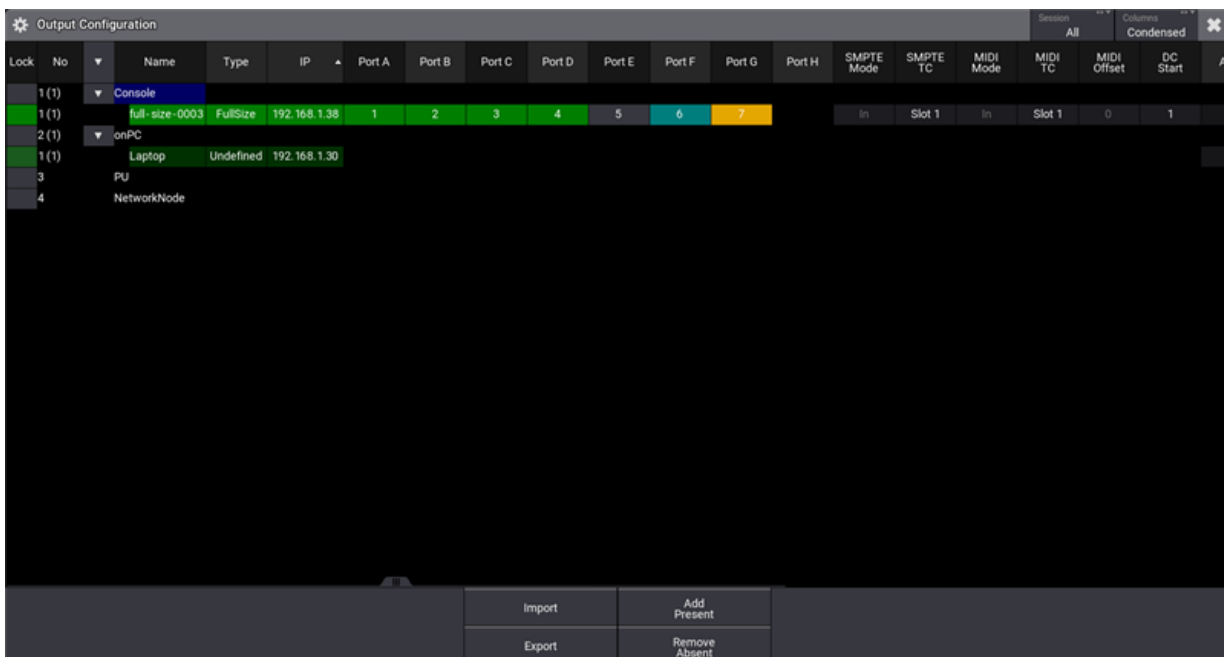 Output Configuration Session All Columns Condensed
Lock No Name Type IP Port A Port B Port C Port D Port E Port F Port G Port H SMPTE Mode SMPTE TC MIDI Mode MIDI TC MIDI Offset DC Start A
1 (1) Console
1 (1) full-size-0003 FullSize 192.168.1.38 1 2 3 4 5 6 7 In Slot 1 In Slot 1 0 1
2 (1) onPC
1 (1) Laptop Undefined 192.168.1.30
3 PU
4 NetworkNode
Import Add Present
Export Remove Absent